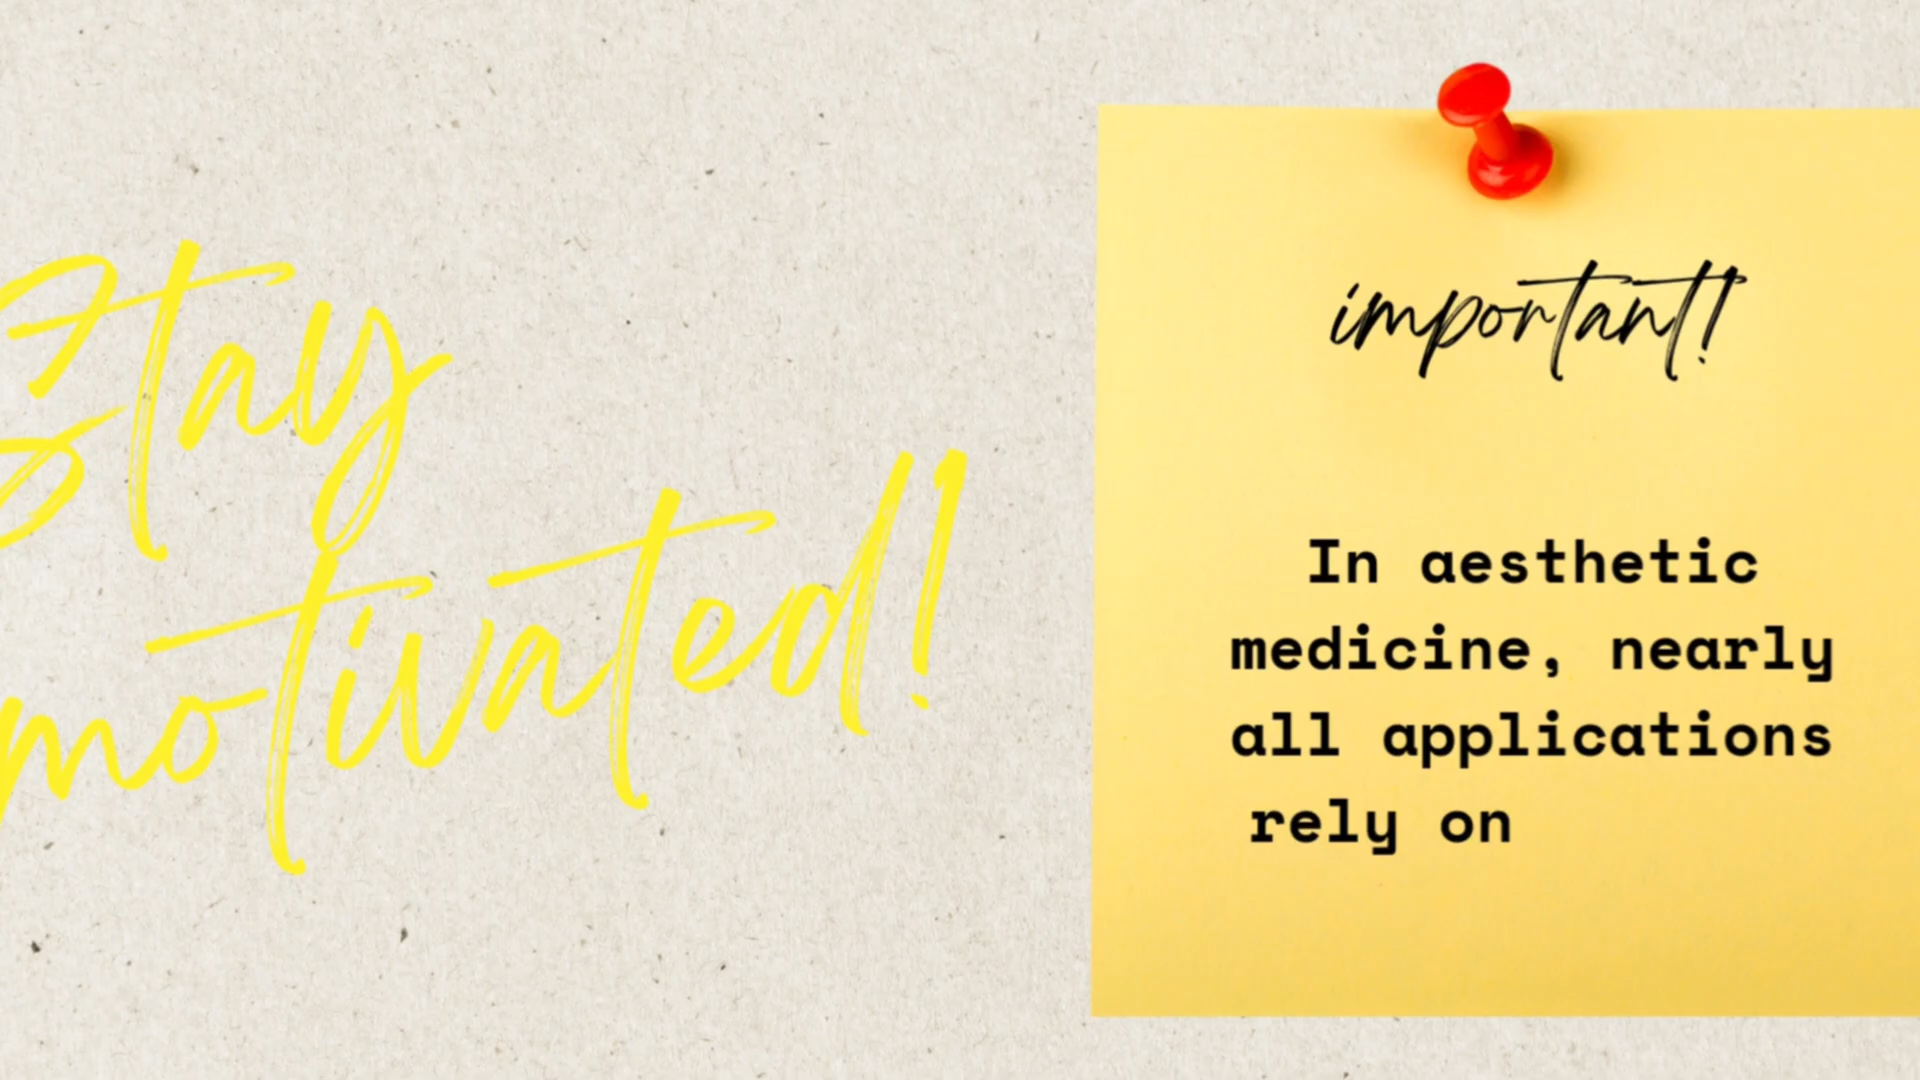 Stay
motivated!
important!
In aesthetic
medicine, nearly
all applications
rely on